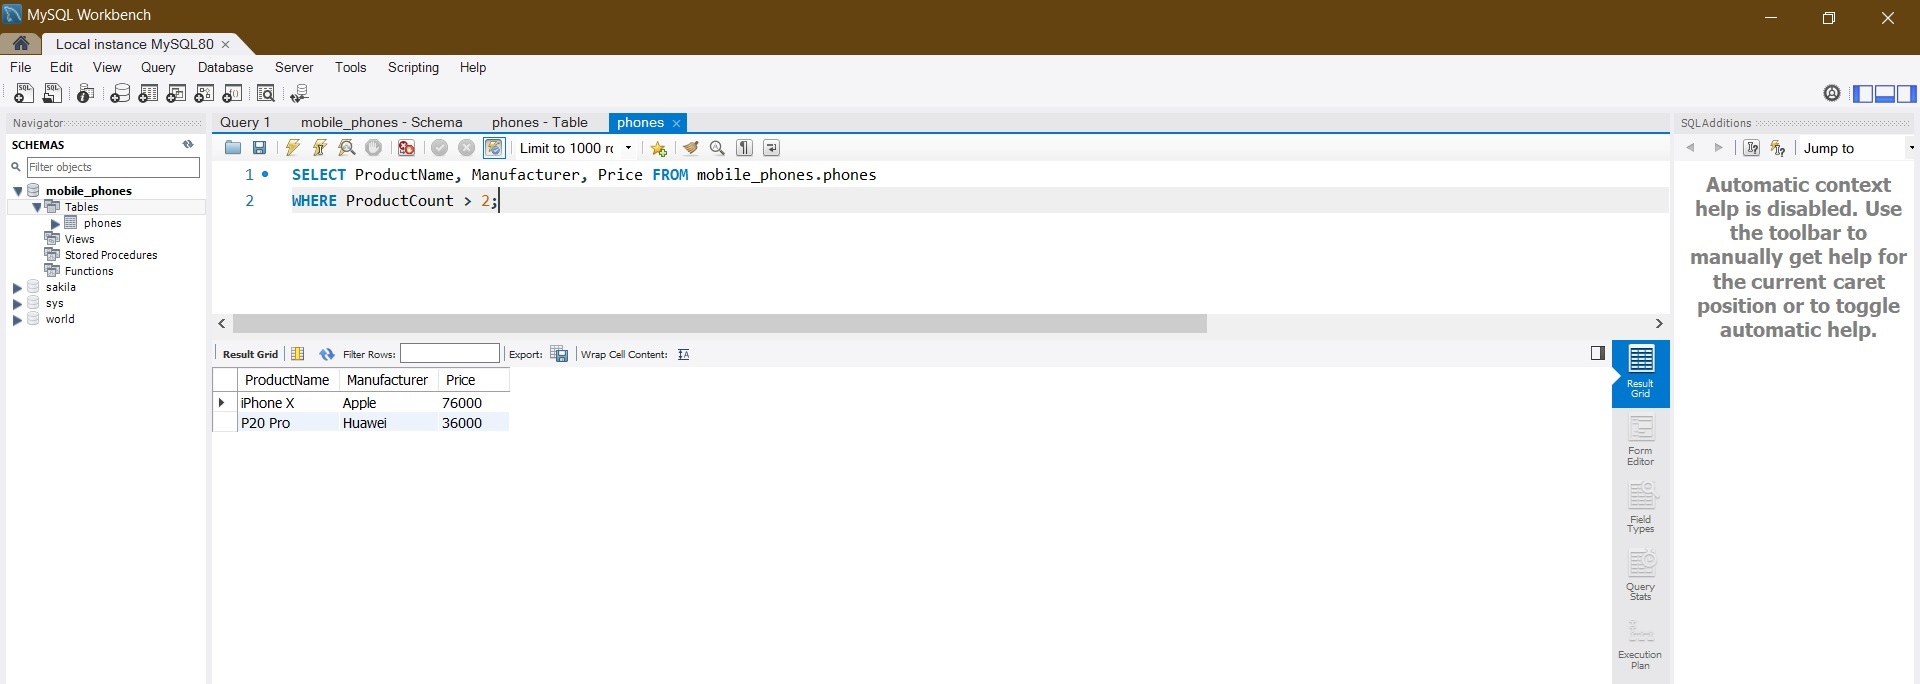 MySQL Workbench
Local instance MySQL80
File Edit View Query Database Server Tools Scripting Help
Navigator
SCHEMAS
Filter objects
mobile_phones
Tables
phones
Views
Stored Procedures
Functions
sakila
sys
world
Query 1 mobile_phones - Schema phones - Table phones
Limit to 1000 rc
1 SELECT ProductName, Manufacturer, Price FROM mobile_phones.phones
2 WHERE ProductCount > 2;
Result Grid Filter Rows: Export: Wrap Cell Content:
ProductName Manufacturer Price
iPhone X Apple 76000
P20 Pro Huawei 36000
Result
Grid
Form
Editor
Field
Types
Query
Stats
Execution
Plan
SQLAdditions
Jump to
Automatic context
help is disabled. Use
the toolbar to
manually get help for
the current caret
position or to toggle
automatic help.